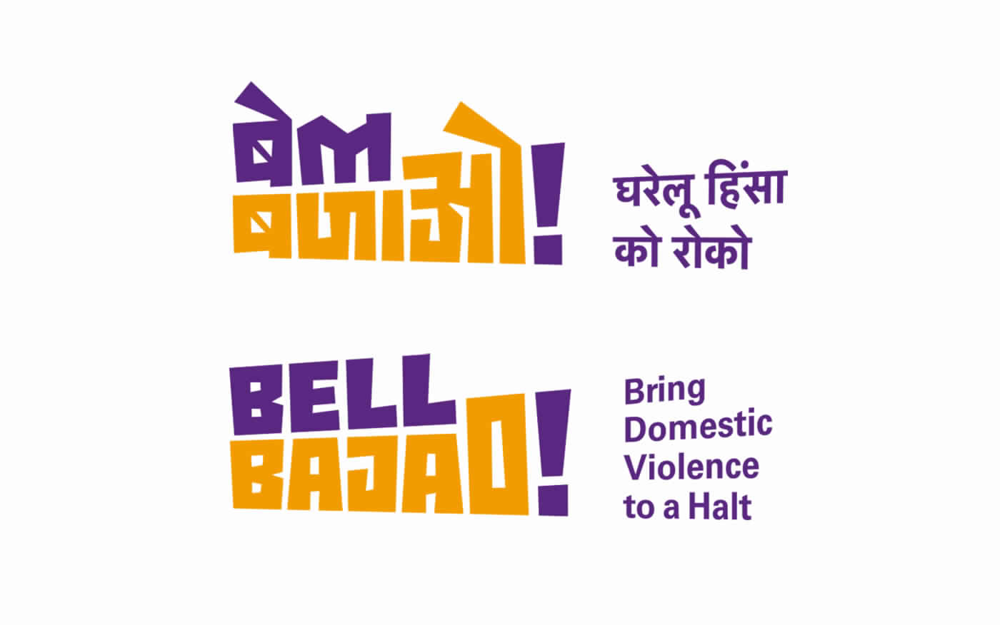 बेल
बजाओ!
घरेलू हिंसा
को रोको
BELL
BAJAO!
Bring
Domestic
Violence
to a Halt